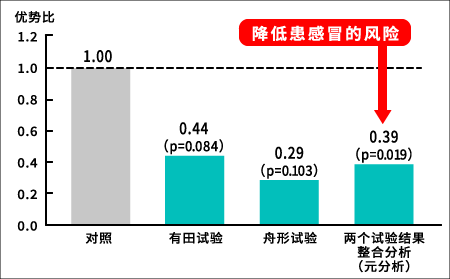 优势比
降低患感冒的风险
1.2
1.0
0.8
0.6
0.4
0.2
0.0
1.00
0.44
(p=0.084)
0.29
(p=0.103)
0.39
(p=0.019)
对照
有田试验
舟形试验
两个试验结果
整合分析
（元分析）